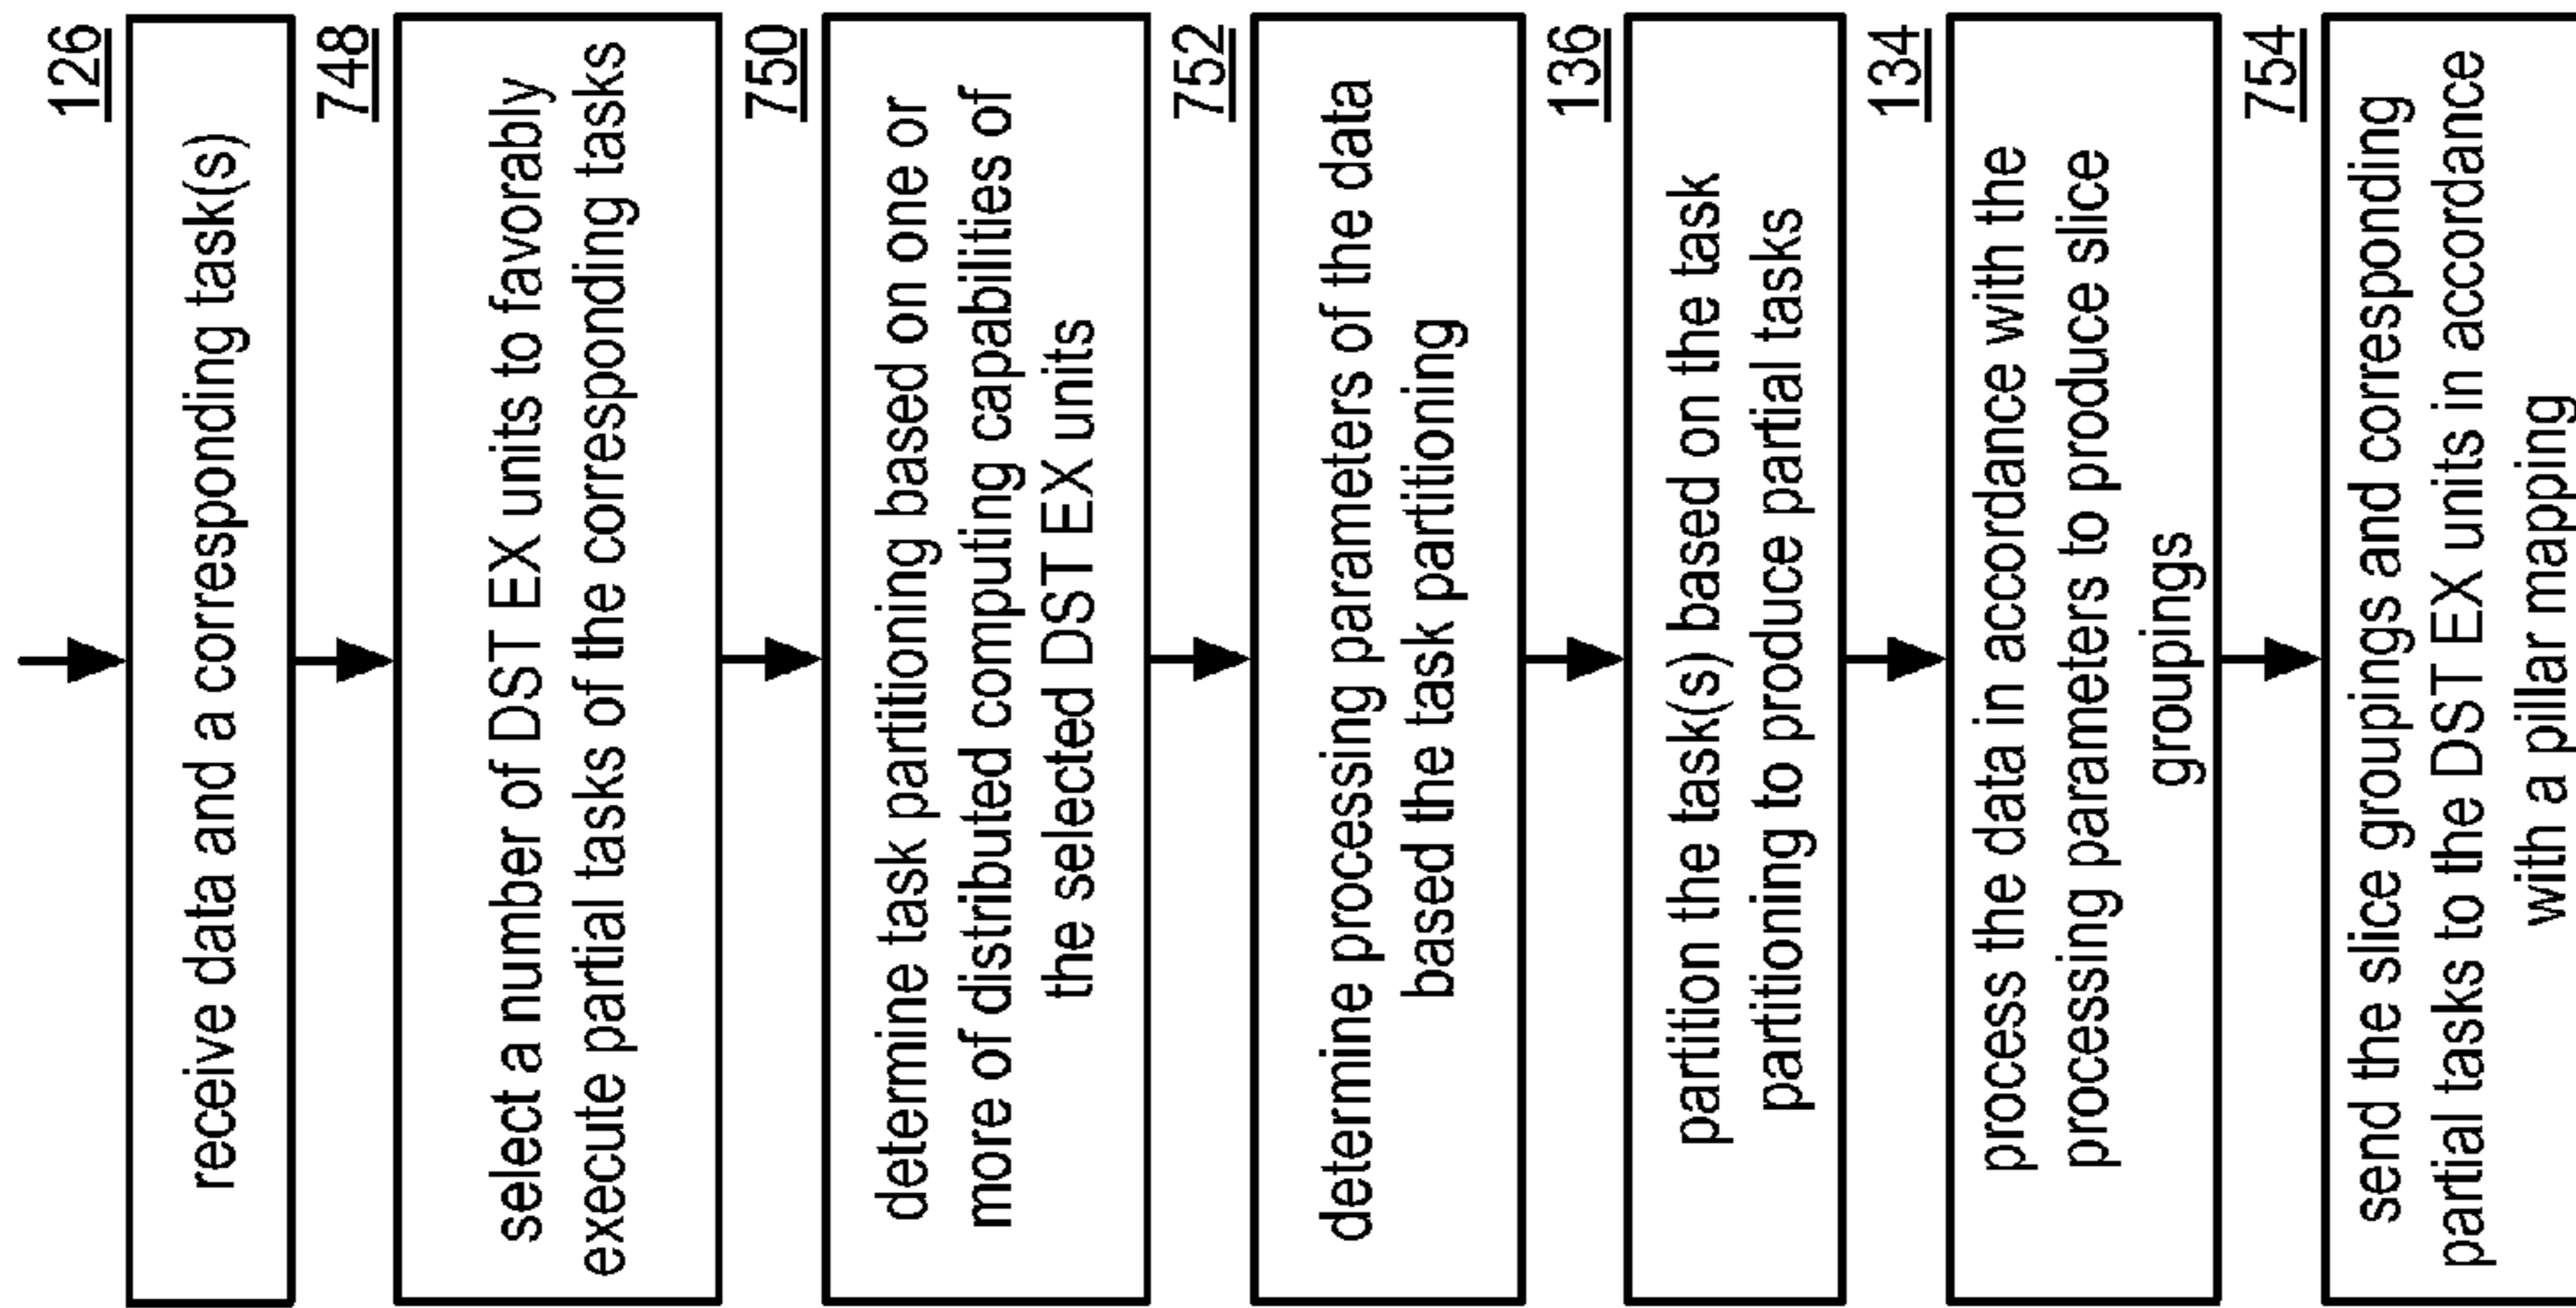 126
receive data and a corresponding task(s)
748
select a number of DST EX units to favorably
execute partial tasks of the corresponding tasks
750
determine task partitioning based on one or
more of distributed computing capabilities of
the selected DST EX units
752
determine processing parameters of the data
based the task partitioning
136
partition the task(s) based on the task
partitioning to produce partial tasks
134
process the data in accordance with the
processing parameters to produce slice
groupings
754
send the slice groupings and corresponding
partial tasks to the DST EX units in accordance
with a pillar mapping